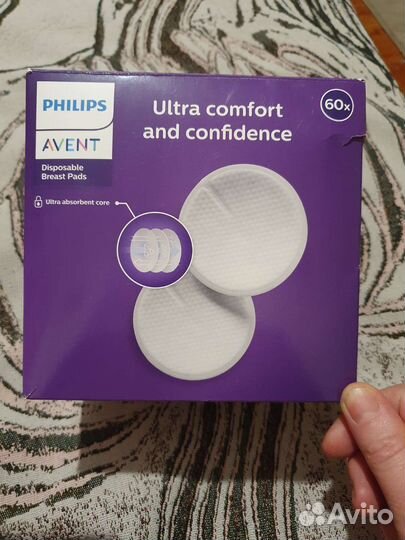 PHILIPS
AVENT
Disposable
Breast Pads
Ultra absorbent core
Ultra comfort
and confidence
60x
Avito